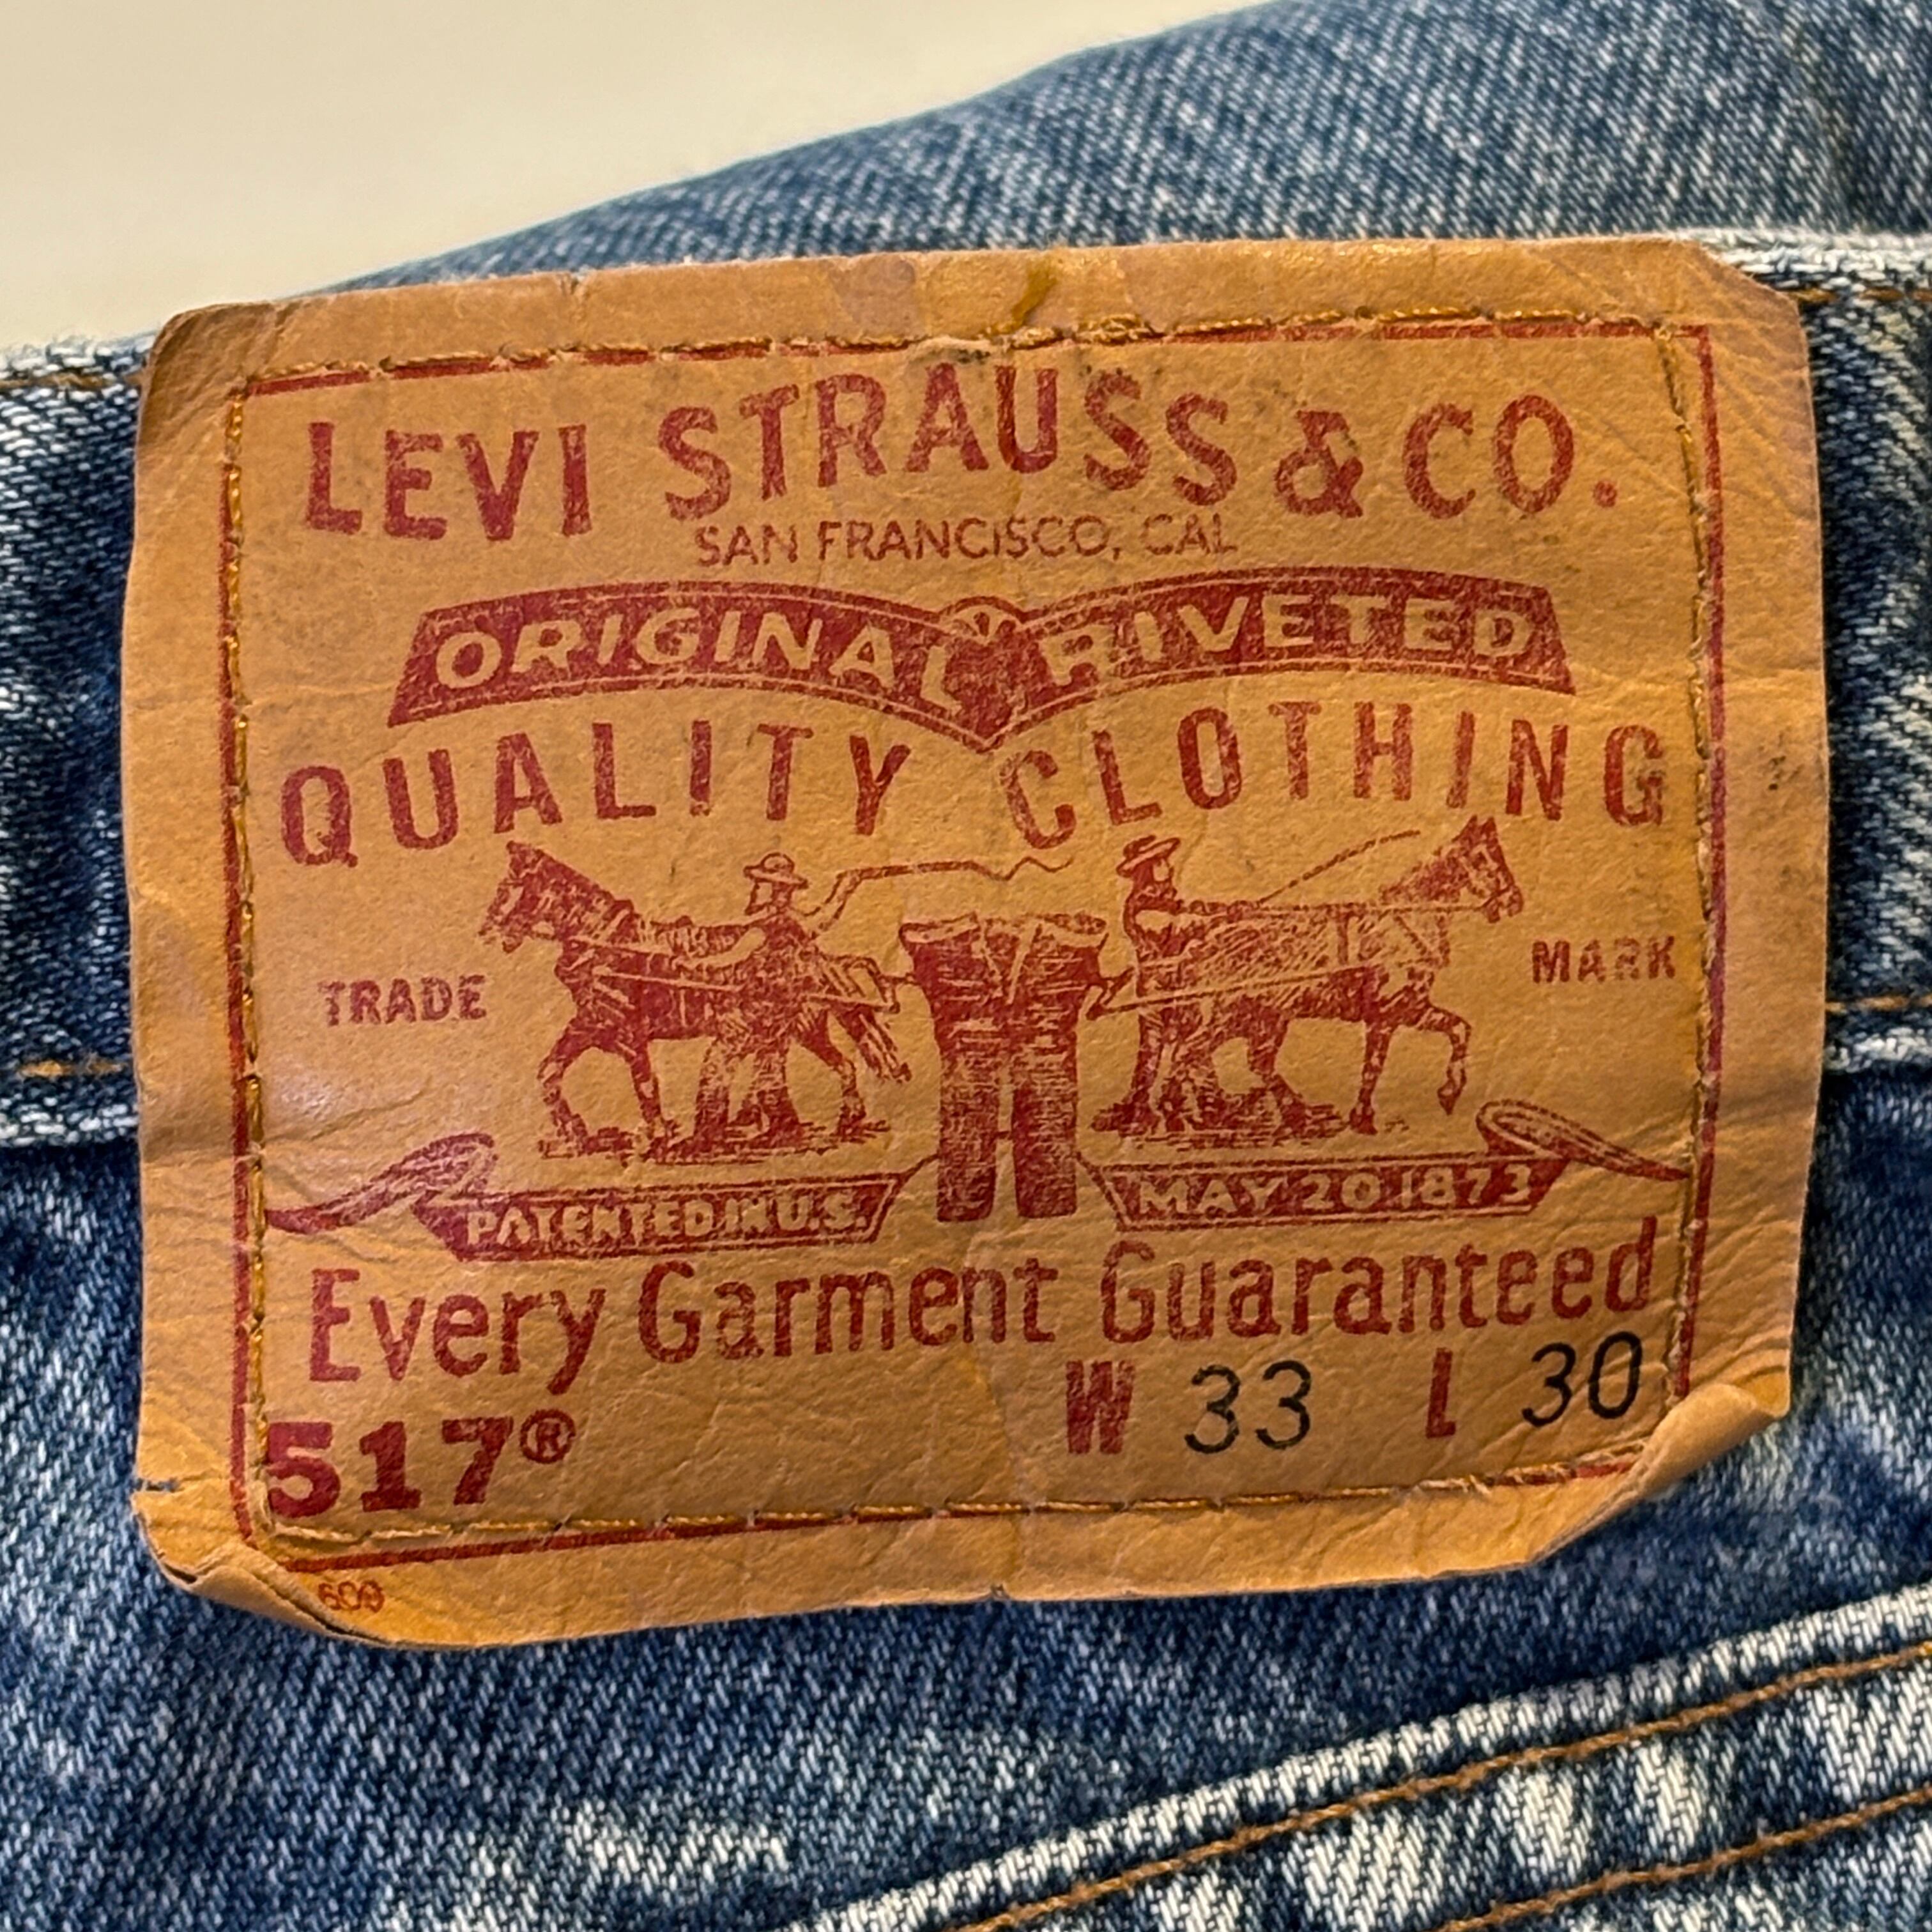 LEVI STRAUSS & CO.
SAN FRANCISCO, CAL
ORIGINAL RIVETED
QUALITY CLOTHING
TRADE MARK
PATENTED IN U.S. MAY 20 1873
Every Garment Guaranteed
W 33 L 30
517®